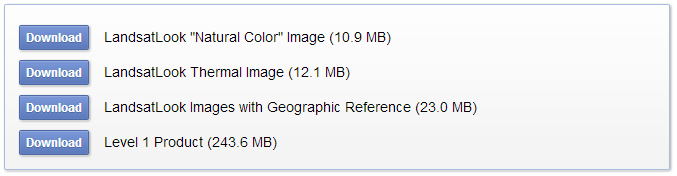 Download LandsatLook "Natural Color" Image (10.9 MB)
Download LandsatLook Thermal Image (12.1 MB)
Download LandsatLook Images with Geographic Reference (23.0 MB)
Download Level 1 Product (243.6 MB)